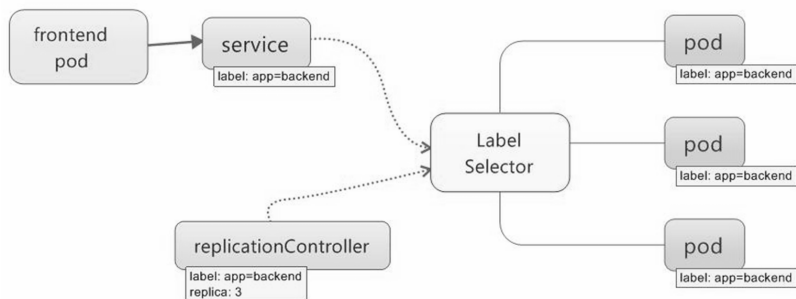 frontend
pod
service
label: app=backend
pod
label: app=backend
Label
Selector
pod
label: app=backend
replicationController
label: app=backend
replica: 3
pod
label: app=backend